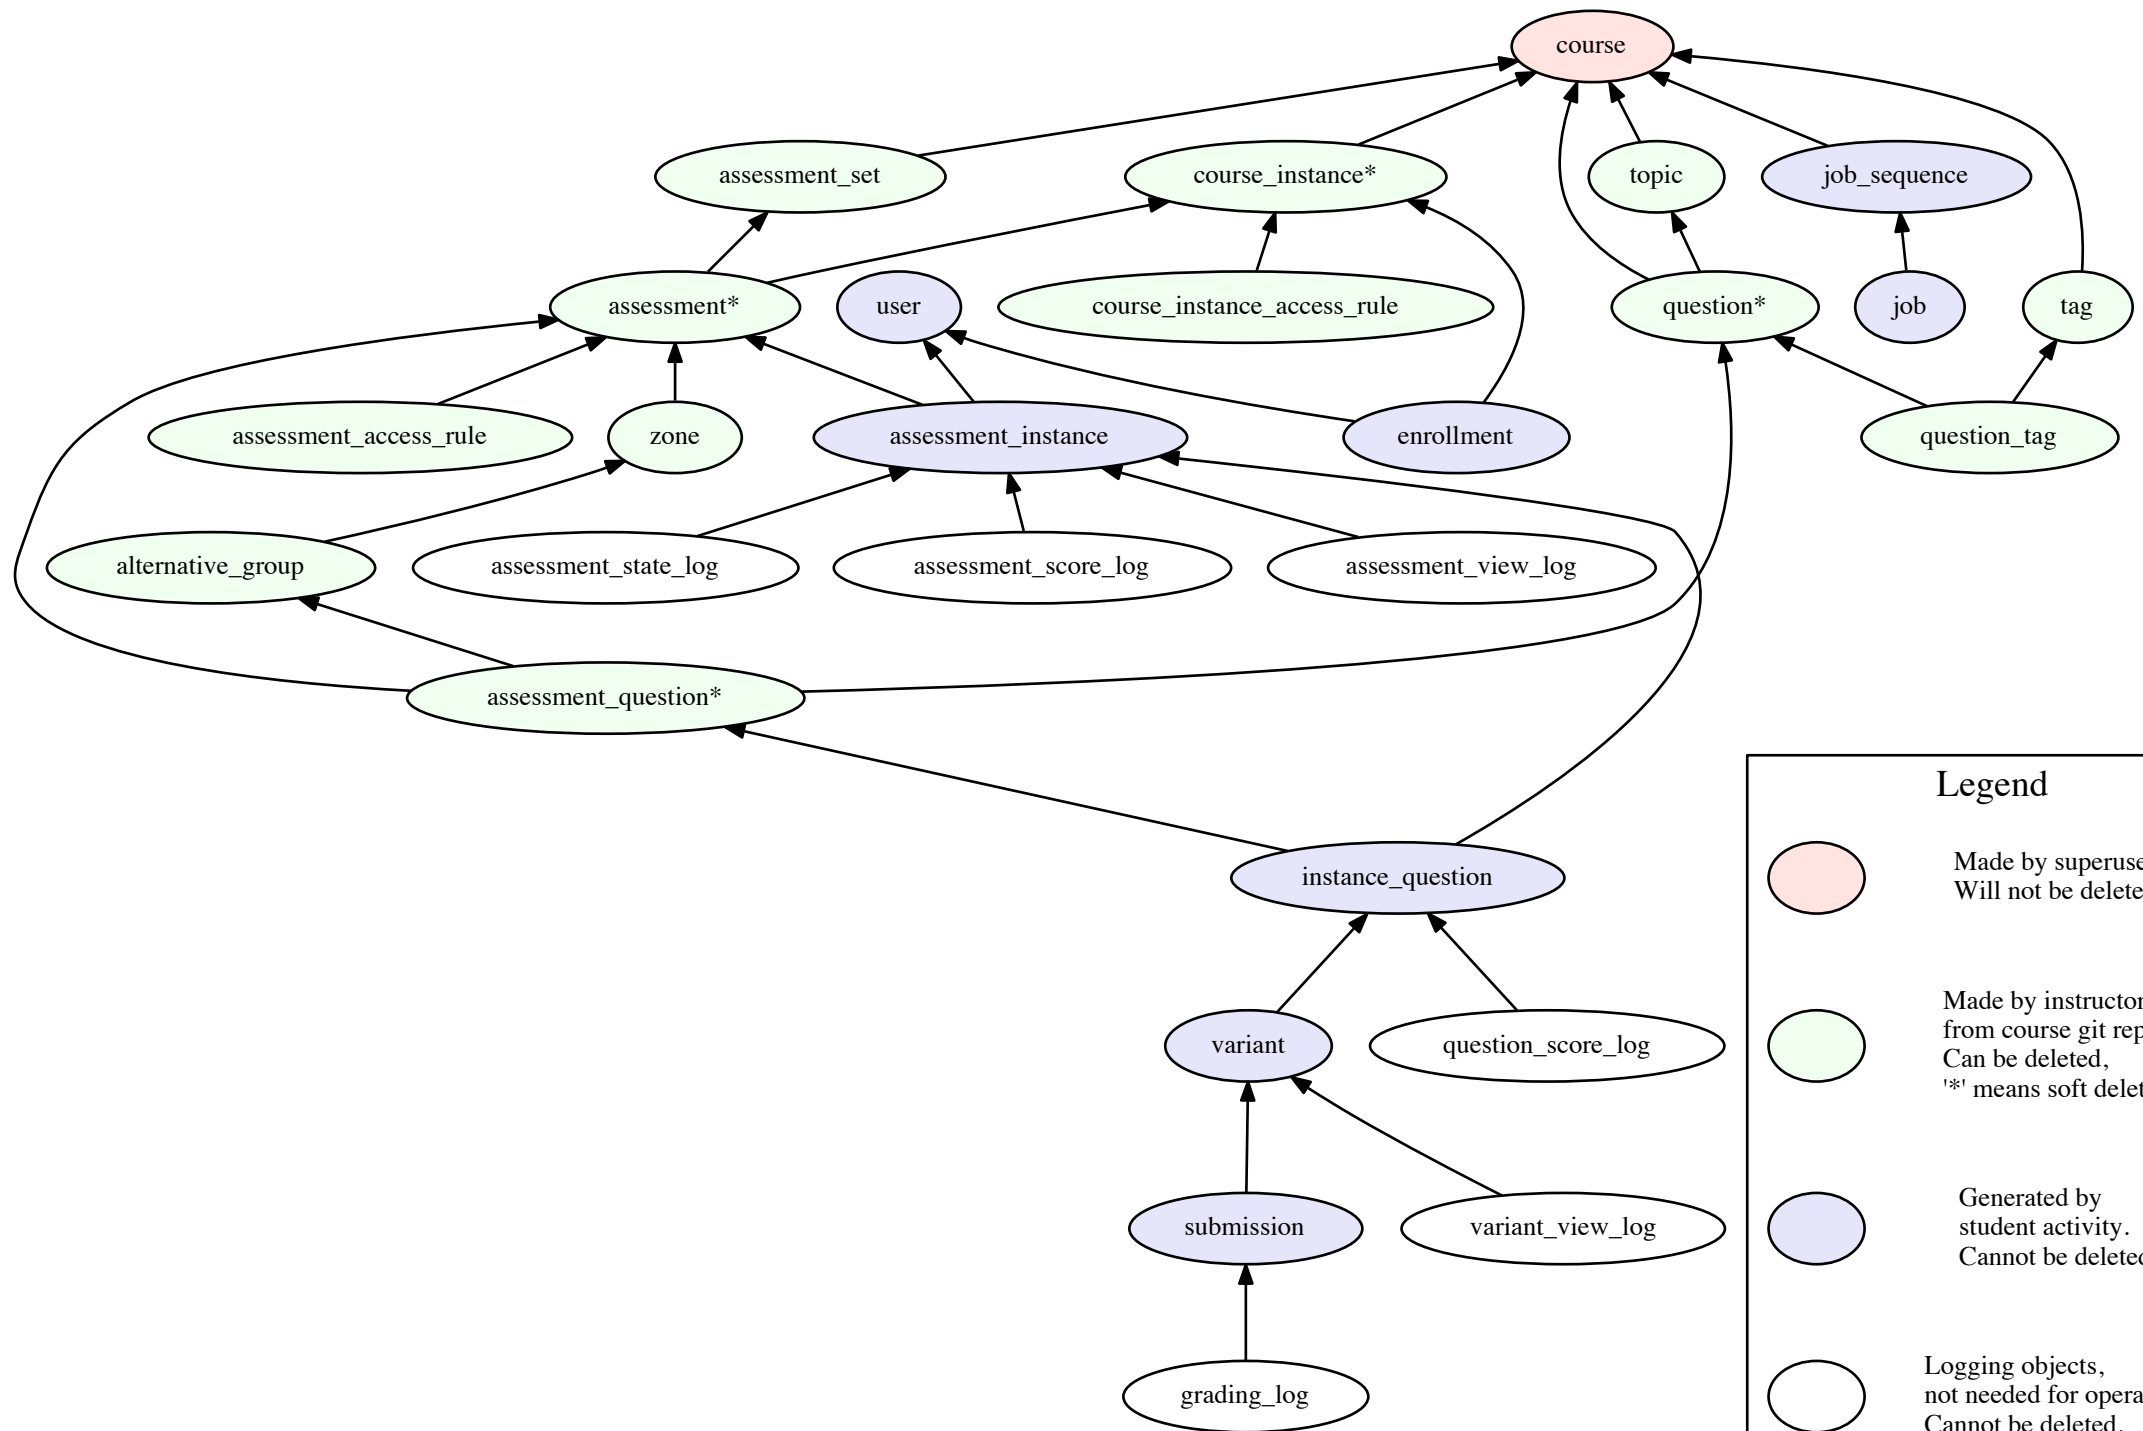 course
assessment_set
course_instance*
topic
job_sequence
assessment*
user
course_instance_access_rule
question*
job
tag
assessment_access_rule
zone
assessment_instance
enrollment
question_tag
alternative_group
assessment_state_log
assessment_score_log
assessment_view_log
assessment_question*
instance_question
variant
question_score_log
submission
variant_view_log
grading_log
Legend
Made by superuse
Will not be delete
Made by instructor
from course git rep
Can be deleted,
'*' means soft delet
Generated by
student activity.
Cannot be deleted
Logging objects,
not needed for opera
Cannot be deleted.